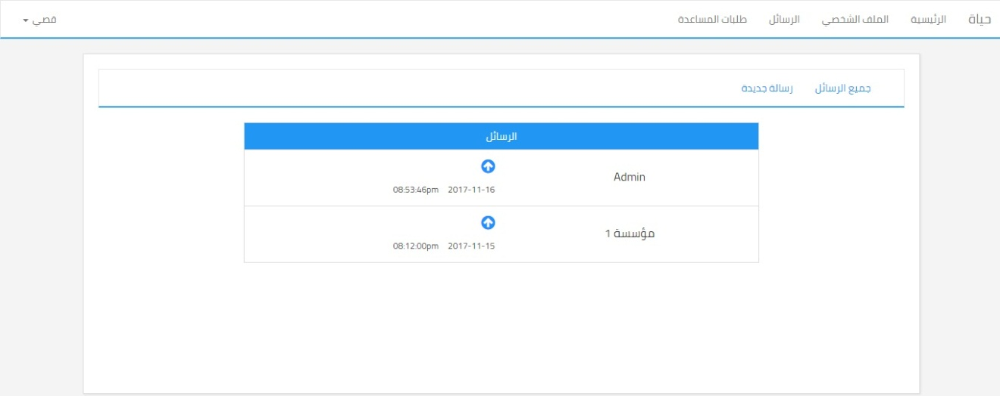 حياة الرئيسية الملف الشخصي الرسائل طلبات المساعدة قصي
جميع الرسائل رسالة جديدة
الرسائل
Admin
2017-11-16 08:53:46pm
مؤسسة 1
2017-11-15 08:12:00pm